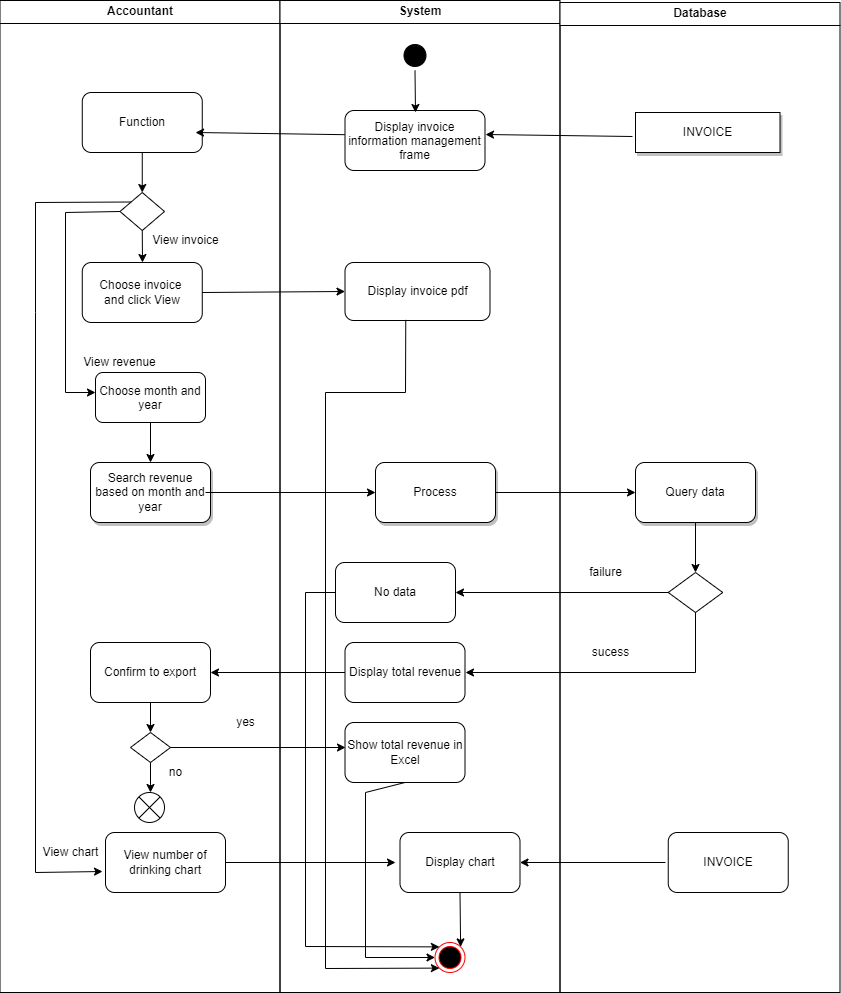 Accountant
System
Database
Function
Display invoice
information management
frame
INVOICE
View invoice
Choose invoice
and click View
Display invoice pdf
View revenue
Choose month and
year
Search revenue
based on month and
year
Process
Query data
failure
No data
sucess
Confirm to export
Display total revenue
yes
Show total revenue in
Excel
no
View chart
View number of
drinking chart
Display chart
INVOICE